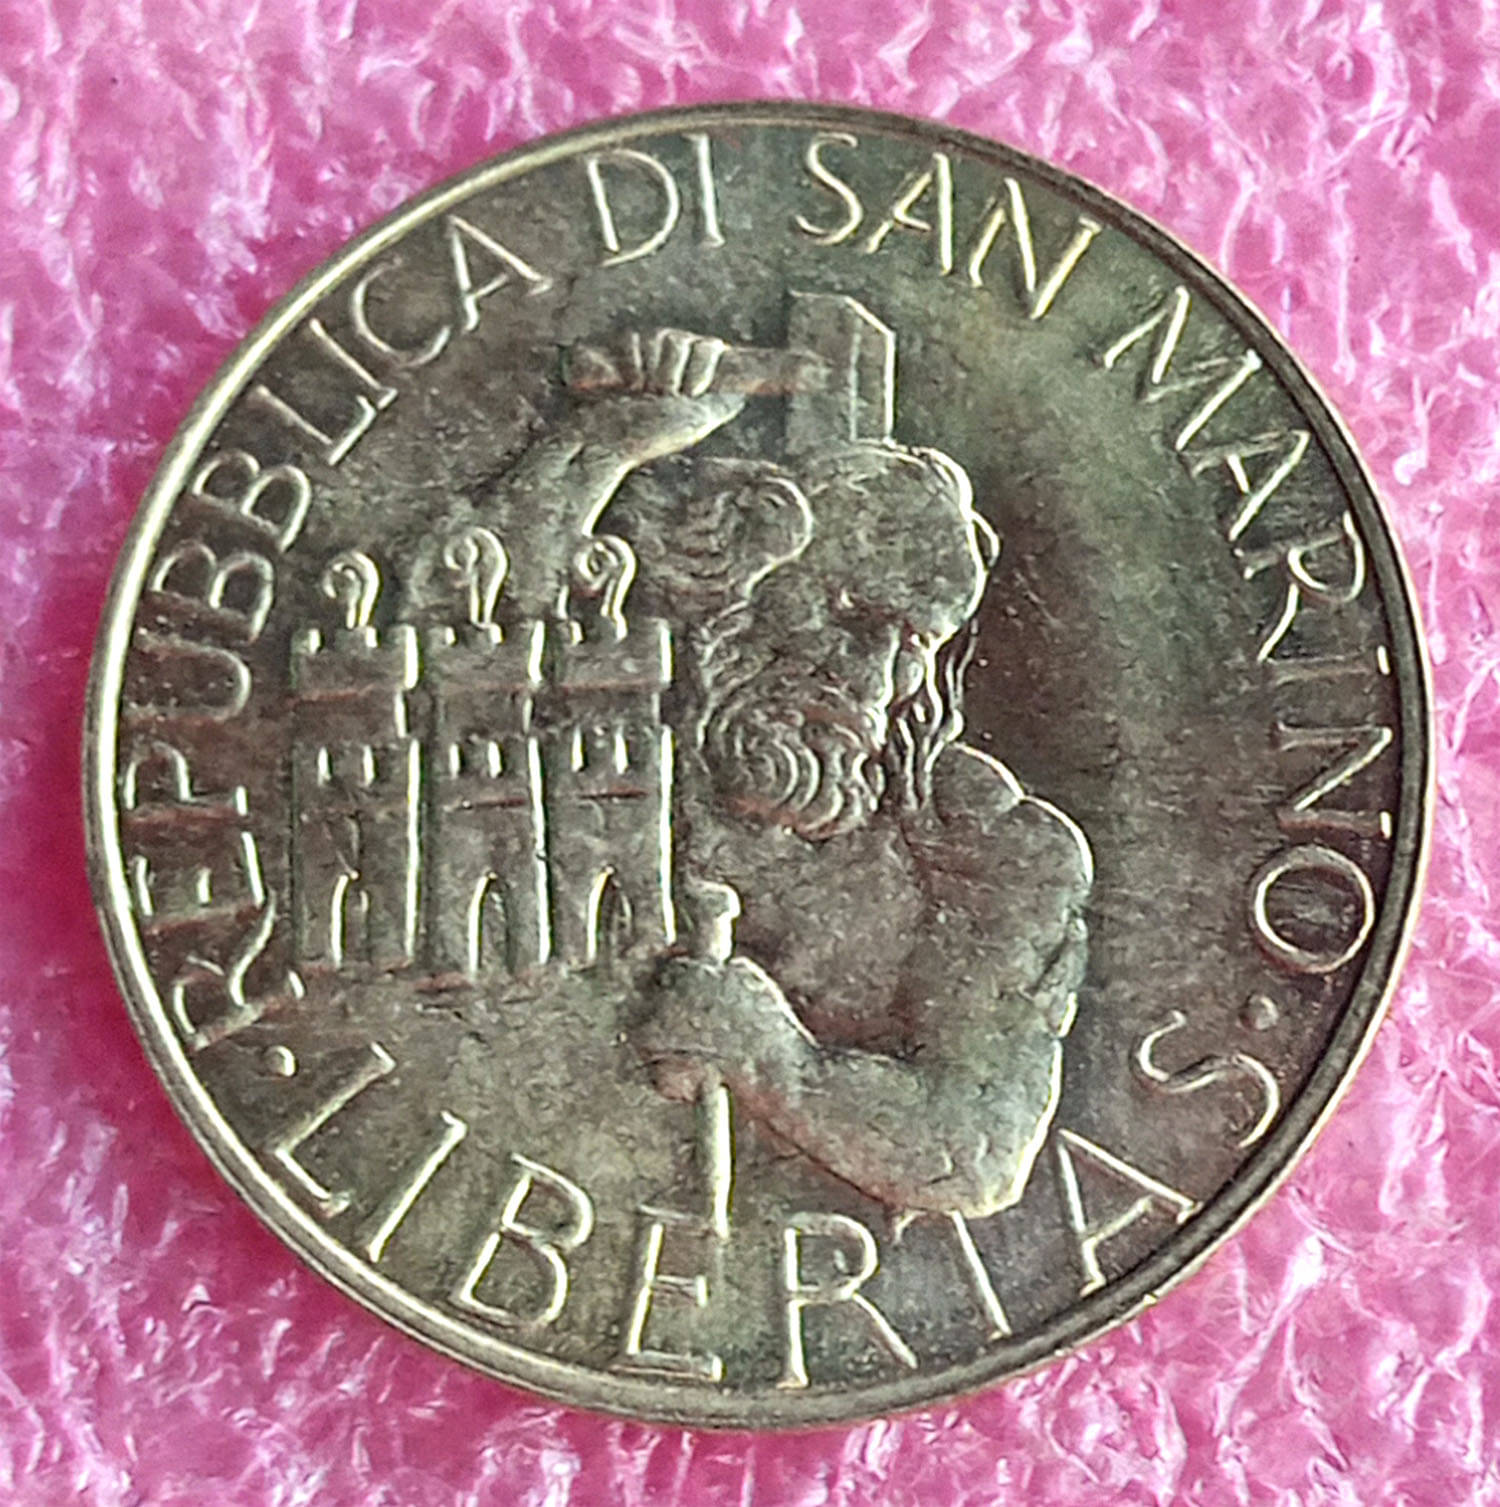 REPUBBLICA DI SAN MARINO
· LIBERTAS ·